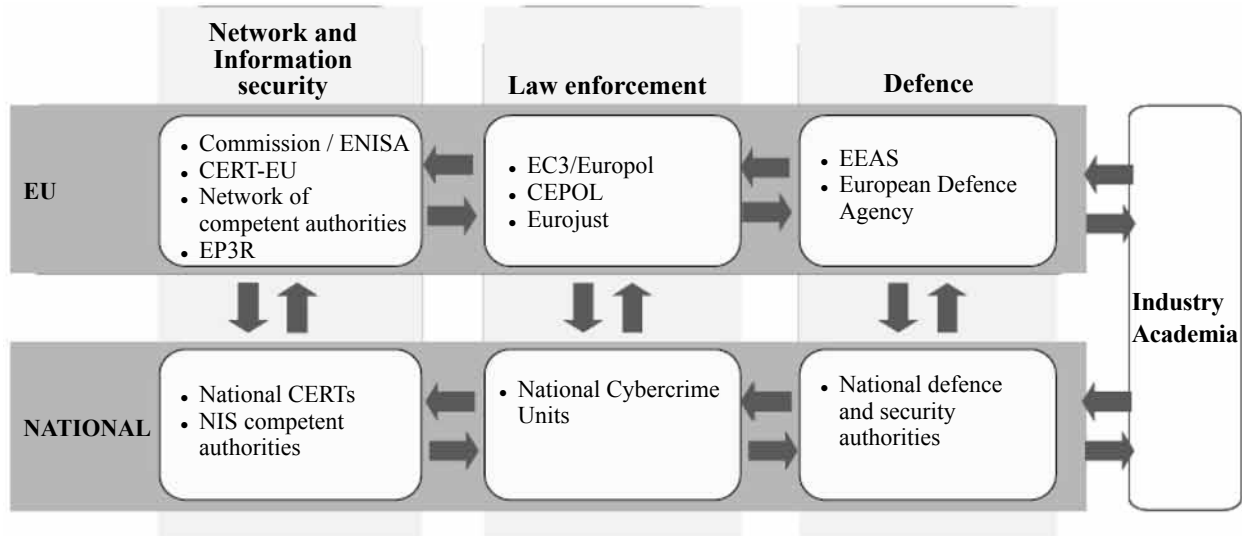 Network and
Information
security
Law enforcement
Defence
EU
• Commission / ENISA
• CERT-EU
• Network of
competent authorities
• EP3R
• EC3/Europol
• CEPOL
• Eurojust
• EEAS
• European Defence
Agency
Industry
Academia
NATIONAL
• National CERTs
• NIS competent
authorities
• National Cybercrime
Units
• National defence
and security
authorities